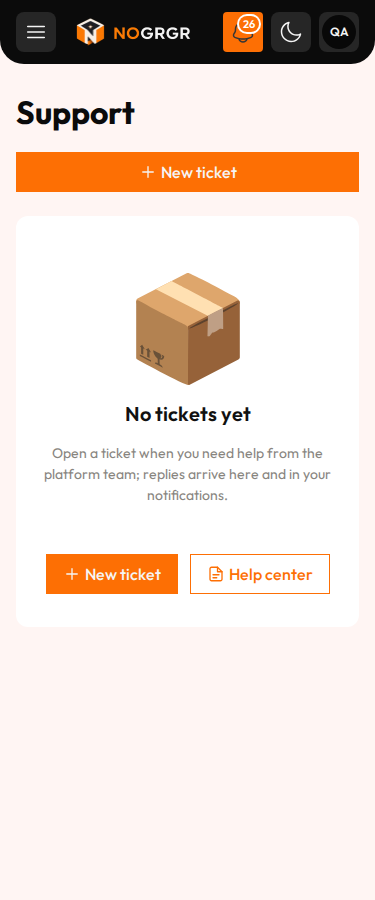 NOGRGR
26
QA
Support
New ticket
No tickets yet
Open a ticket when you need help from the
platform team; replies arrive here and in your
notifications.
New ticket
Help center